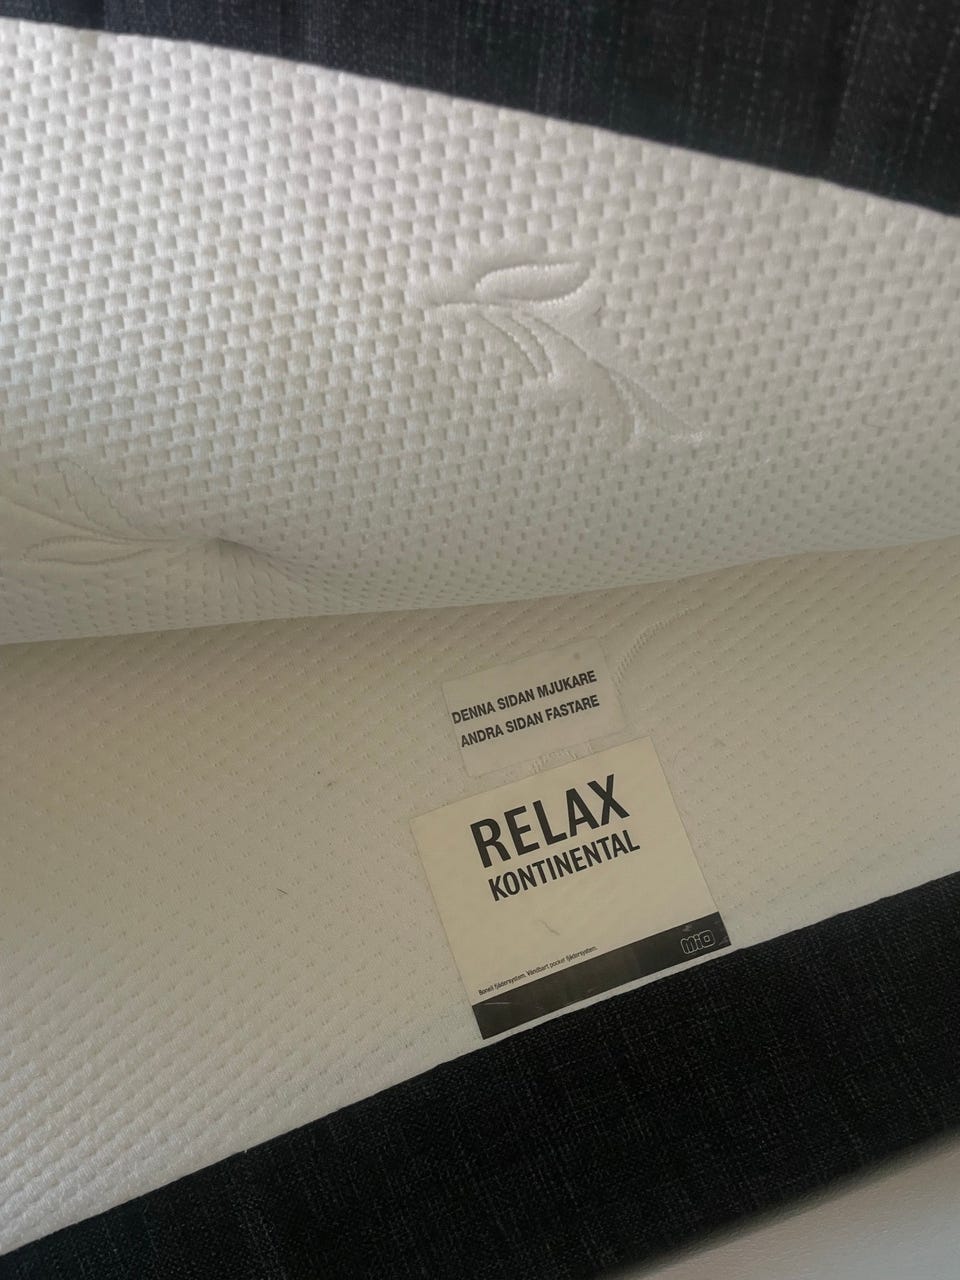 DENNA SIDAN MJUKARE
ANDRA SIDAN FASTARE
RELAX
KONTINENTAL
Bonell fjädersystem. Vändbart pocket fjädersystem.
MiO